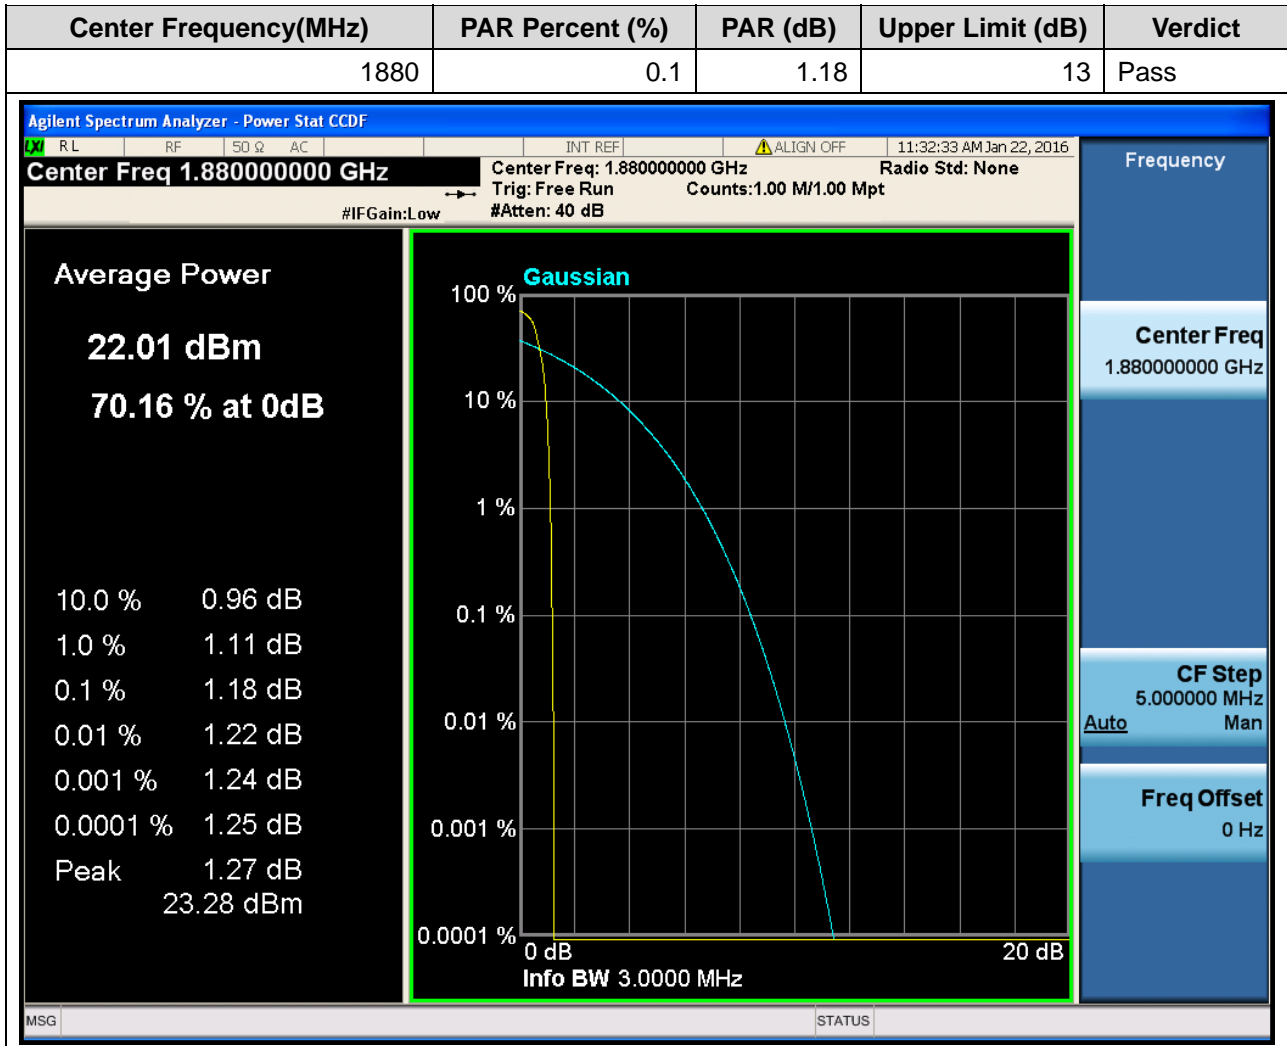 Center Frequency(MHz) PAR Percent (%) PAR (dB) Upper Limit (dB) Verdict
1880 0.1 1.18 13 Pass
Agilent Spectrum Analyzer - Power Stat CCDF
LXI RL RF 50 Ω AC INT REF ALIGN OFF 11:32:33 AM Jan 22, 2016
Center Freq 1.880000000 GHz
Center Freq: 1.880000000 GHz Radio Std: None
Trig: Free Run Counts:1.00 M/1.00 Mpt
#IFGain:Low #Atten: 40 dB
Average Power
22.01 dBm
70.16 % at 0dB
10.0 % 0.96 dB
1.0 % 1.11 dB
0.1 % 1.18 dB
0.01 % 1.22 dB
0.001 % 1.24 dB
0.0001 % 1.25 dB
Peak 1.27 dB
23.28 dBm
Gaussian
100 %
10 %
1 %
0.1 %
0.01 %
0.001 %
0.0001 %
0 dB 20 dB
Info BW 3.0000 MHz
Frequency
Center Freq
1.880000000 GHz
CF Step
5.000000 MHz
Auto Man
Freq Offset
0 Hz
MSG STATUS